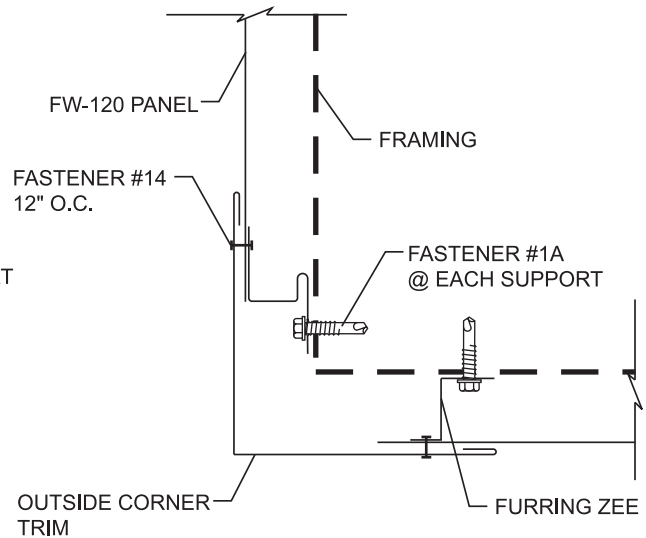 FW-120 PANEL
FRAMING
FASTENER #14
12" O.C.
FASTENER #1A
@ EACH SUPPORT
OUTSIDE CORNER
TRIM
FURRING ZEE